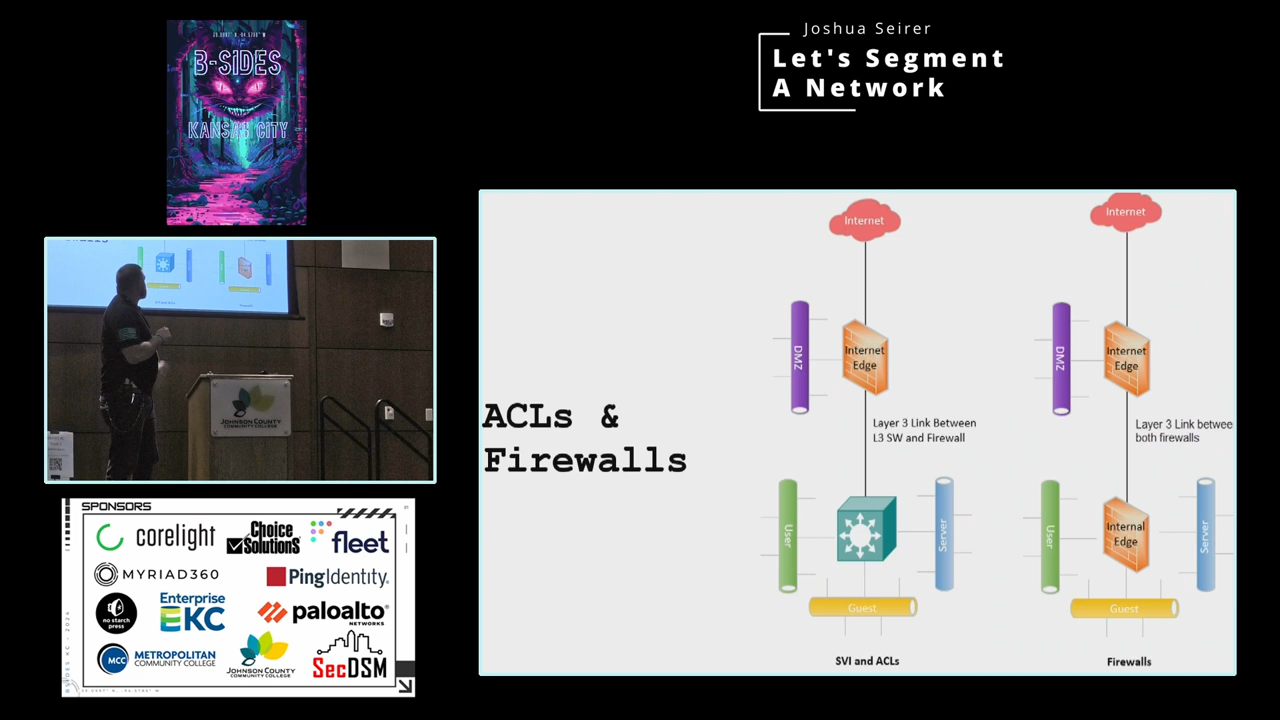 Joshua Seirer
Let's Segment
A Network
B-SIDES
KANSAS CITY
JOHNSON COUNTY
COMMUNITY COLLEGE
SPONSORS
corelight
Choice
Solutions
fleet
MYRIAD360
PingIdentity
no starch
press
Enterprise
EKC
paloalto
NETWORKS
MCC
METROPOLITAN
COMMUNITY COLLEGE
JOHNSON COUNTY
COMMUNITY COLLEGE
SecDSM
ACLs &
Firewalls
Internet
DMZ
Internet
Edge
Layer 3 Link Between
L3 SW and Firewall
User
Server
Guest
SVI and ACLs
Internet
DMZ
Internet
Edge
Layer 3 Link betwee
both firewalls
User
Internal
Edge
Server
Guest
Firewalls